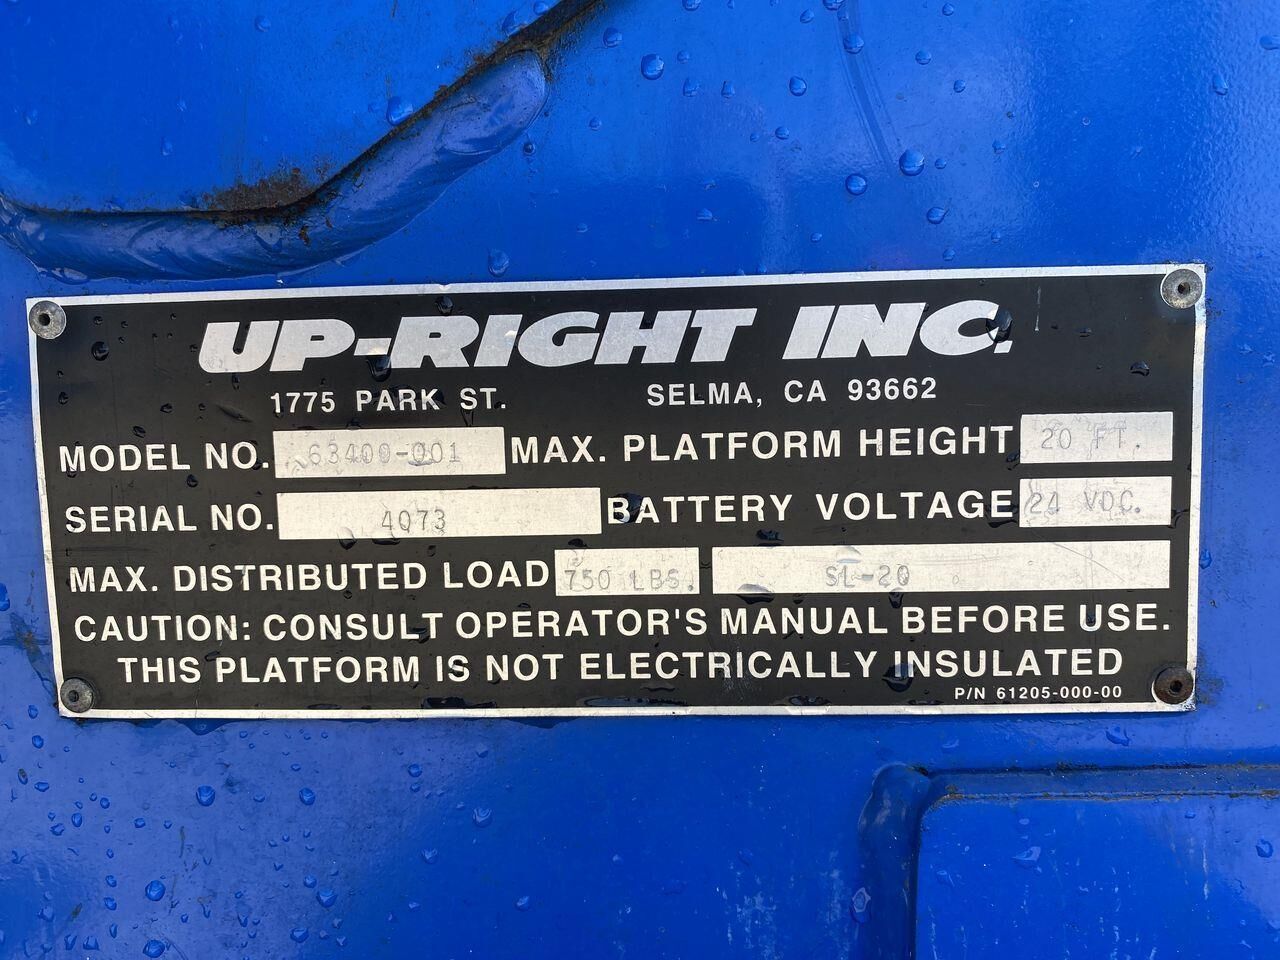 UP-RIGHT INC.
1775 PARK ST. SELMA, CA 93662
MODEL NO. 63400-001 MAX. PLATFORM HEIGHT 20 FT.
SERIAL NO. 4073 BATTERY VOLTAGE 24 VDC.
MAX. DISTRIBUTED LOAD 750 LBS. SL-20
CAUTION: CONSULT OPERATOR'S MANUAL BEFORE USE.
THIS PLATFORM IS NOT ELECTRICALLY INSULATED
P/N 61205-000-00